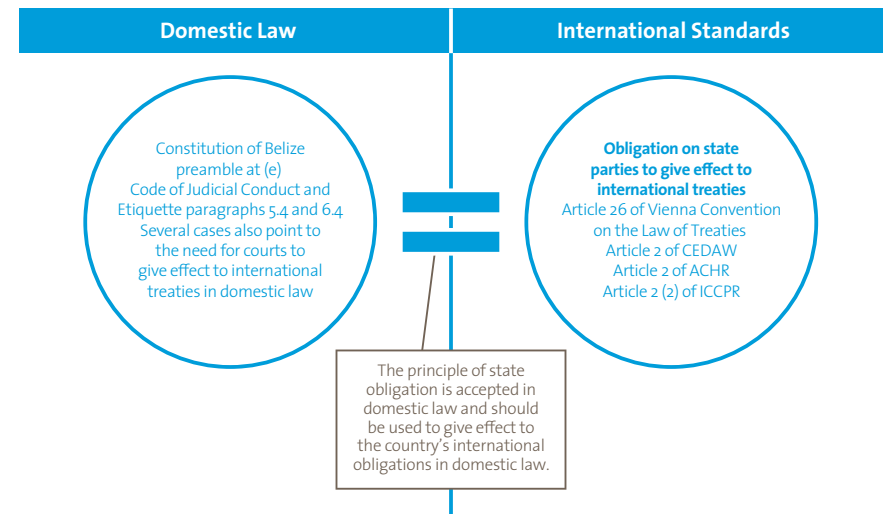 Domestic Law
International Standards
Constitution of Belize
preamble at (e)
Code of Judicial Conduct and
Etiquette paragraphs 5.4 and 6.4
Several cases also point to
the need for courts to
give effect to international
treaties in domestic law
Obligation on state
parties to give effect to
international treaties
Article 26 of Vienna Convention
on the Law of Treaties
Article 2 of CEDAW
Article 2 of ACHR
Article 2 (2) of ICCPR
The principle of state
obligation is accepted in
domestic law and should
be used to give effect to
the country's international
obligations in domestic law.